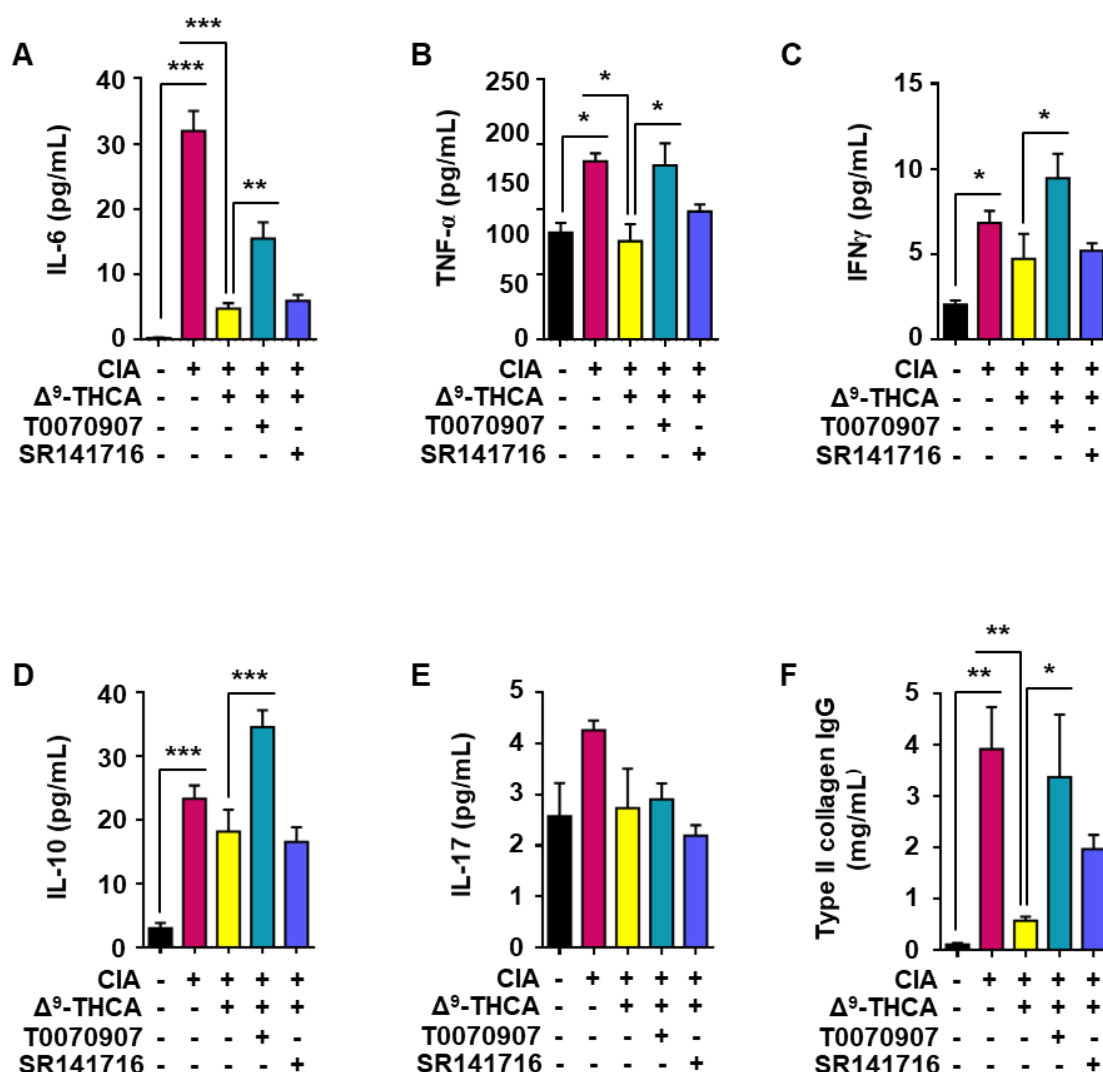 A
IL-6 (pg/mL)
***
***
**
40
30
20
10
0
- + + + + CIA
- - + + + Δ⁹-THCA
- - - + - T0070907
- - - - + SR141716
B
TNF-α (pg/mL)
*
*
*
250
200
150
100
50
0
- + + + + CIA
- - + + + Δ⁹-THCA
- - - + - T0070907
- - - - + SR141716
C
IFNγ (pg/mL)
*
*
15
10
5
0
- + + + + CIA
- - + + + Δ⁹-THCA
- - - + - T0070907
- - - - + SR141716
D
IL-10 (pg/mL)
***
***
40
30
20
10
0
- + + + + CIA
- - + + + Δ⁹-THCA
- - - + - T0070907
- - - - + SR141716
E
IL-17 (pg/mL)
5
4
3
2
1
0
- + + + + CIA
- - + + + Δ⁹-THCA
- - - + - T0070907
- - - - + SR141716
F
Type II collagen IgG
(mg/mL)
**
**
*
5
4
3
2
1
0
- + + + + CIA
- - + + + Δ⁹-THCA
- - - + - T0070907
- - - - + SR141716